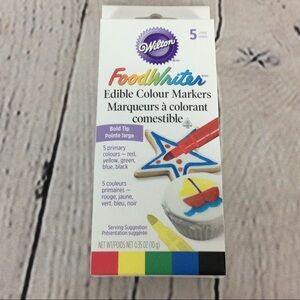 Wilton
5
FoodWriter
Edible Colour Markers
Marqueurs à colorant
comestible
Bold Tip
Pointe large
5 primary
colours — red,
yellow, green,
blue, black
5 couleurs
primaires —
rouge, jaune,
vert, bleu, noir
Serving Suggestion
Présentation suggérée
NET WT/POIDS NET 0.35 OZ (10 g)